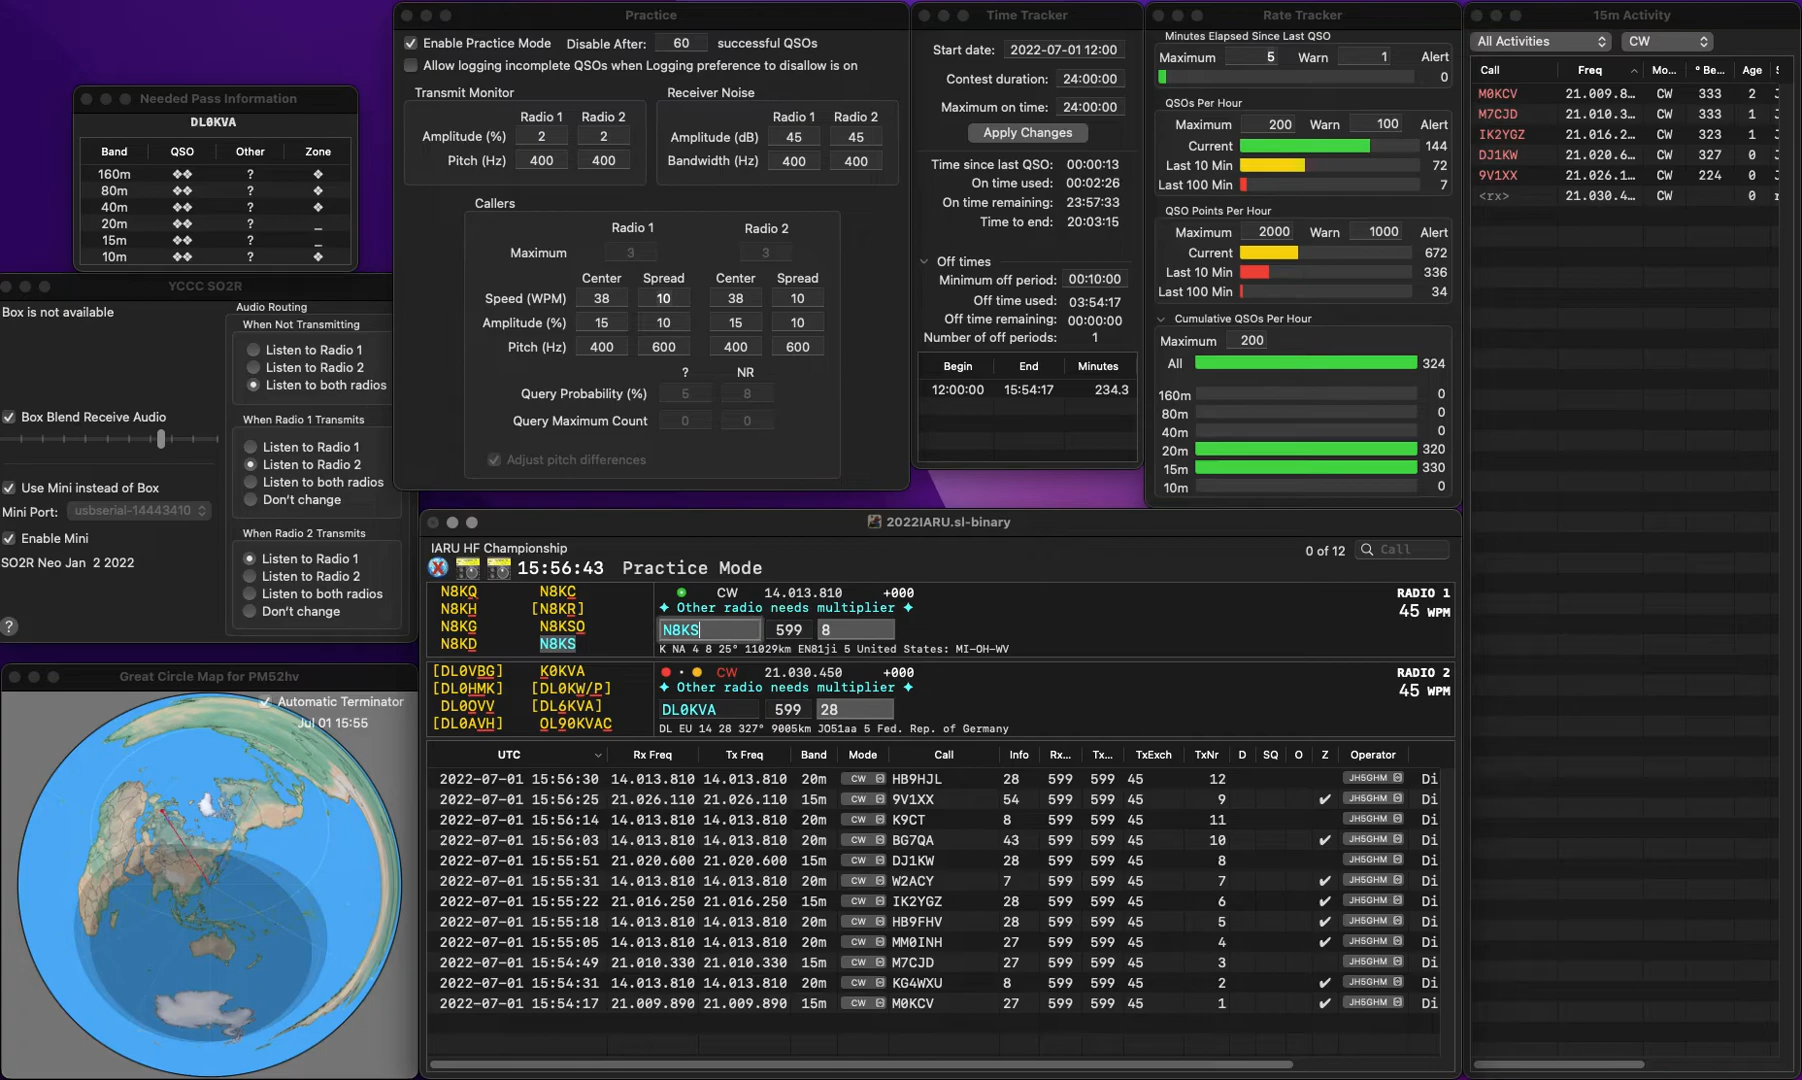 Needed Pass Information
DL0KVA
Band QSO Other Zone
160m ❖❖ ? ❖
80m ❖❖ ? ❖
40m ❖❖ ? ❖
20m ❖❖ ? _
15m ❖❖ ? _
10m ❖❖ ? ❖
YCCC SO2R
Box is not available
Box Blend Receive Audio
Use Mini instead of Box
Mini Port: usbserial-14443410
Enable Mini
SO2R Neo Jan 2 2022
?
Audio Routing
When Not Transmitting
Listen to Radio 1
Listen to Radio 2
Listen to both radios
When Radio 1 Transmits
Listen to Radio 1
Listen to Radio 2
Listen to both radios
Don't change
When Radio 2 Transmits
Listen to Radio 1
Listen to Radio 2
Listen to both radios
Don't change
Great Circle Map for PM52hv
Automatic Terminator
Jul 01 15:55
Practice
Enable Practice Mode Disable After: 60 successful QSOs
Allow logging incomplete QSOs when Logging preference to disallow is on
Transmit Monitor
Radio 1 Radio 2
Amplitude (%) 2 2
Pitch (Hz) 400 400
Receiver Noise
Radio 1 Radio 2
Amplitude (dB) 45 45
Bandwidth (Hz) 400 400
Callers
Radio 1 Radio 2
Maximum 3 3
Center Spread Center Spread
Speed (WPM) 38 10 38 10
Amplitude (%) 15 10 15 10
Pitch (Hz) 400 600 400 600
? NR
Query Probability (%) 5 8
Query Maximum Count 0 0
Adjust pitch differences
Time Tracker
Start date: 2022-07-01 12:00
Contest duration: 24:00:00
Maximum on time: 24:00:00
Apply Changes
Time since last QSO: 00:00:13
On time used: 00:02:26
On time remaining: 23:57:33
Time to end: 20:03:15
Off times
Minimum off period: 00:10:00
Off time used: 03:54:17
Off time remaining: 00:00:00
Number of off periods: 1
Begin End Minutes
12:00:00 15:54:17 234.3
Rate Tracker
Minutes Elapsed Since Last QSO
Maximum 5 Warn 1 Alert
0
QSOs Per Hour
Maximum 200 Warn 100 Alert
Current 144
Last 10 Min 72
Last 100 Min 7
QSO Points Per Hour
Maximum 2000 Warn 1000 Alert
Current 672
Last 10 Min 336
Last 100 Min 34
Cumulative QSOs Per Hour
Maximum 200
All 324
160m 0
80m 0
40m 0
20m 320
15m 330
10m 0
15m Activity
All Activities CW
Call Freq Mo... ° Be... Age S
M0KCV 21.009.8... CW 333 2 J
M7CJD 21.010.3... CW 333 1 J
IK2YGZ 21.016.2... CW 323 1 J
DJ1KW 21.020.6... CW 327 0 J
9V1XX 21.026.1... CW 224 0 J
<rx> 21.030.4... CW 0 r
2022IARU.sl-binary
IARU HF Championship
15:56:43 Practice Mode
0 of 12 Call
N8KQ N8KC
N8KH [N8KR]
N8KG N8KSO
N8KD N8KS
CW 14.013.810 +000
✦ Other radio needs multiplier ✦
N8KS 599 8
K NA 4 8 25° 11029km EN81ji 5 United States: MI-OH-WV
RADIO 1
45 WPM
[DL0VBG] K0KVA
[DL0HMK] [DL0KW/P]
DL0OVV [DL6KVA]
[DL0AVH] OL90KVAC
CW 21.030.450 +000
✦ Other radio needs multiplier ✦
DL0KVA 599 28
DL EU 14 28 327° 9005km JO51aa 5 Fed. Rep. of Germany
RADIO 2
45 WPM
UTC Rx Freq Tx Freq Band Mode Call Info Rx... Tx... TxExch TxNr D SQ O Z Operator
2022-07-01 15:56:30 14.013.810 14.013.810 20m CW HB9HJL 28 599 599 45 12 JH5GHM Di
2022-07-01 15:56:25 21.026.110 21.026.110 15m CW 9V1XX 54 599 599 45 9 ✔ JH5GHM Di
2022-07-01 15:56:14 14.013.810 14.013.810 20m CW K9CT 8 599 599 45 11 JH5GHM Di
2022-07-01 15:56:03 14.013.810 14.013.810 20m CW BG7QA 43 599 599 45 10 ✔ JH5GHM Di
2022-07-01 15:55:51 21.020.600 21.020.600 15m CW DJ1KW 28 599 599 45 8 JH5GHM Di
2022-07-01 15:55:31 14.013.810 14.013.810 20m CW W2ACY 7 599 599 45 7 ✔ JH5GHM Di
2022-07-01 15:55:22 21.016.250 21.016.250 15m CW IK2YGZ 28 599 599 45 6 ✔ JH5GHM Di
2022-07-01 15:55:18 14.013.810 14.013.810 20m CW HB9FHV 28 599 599 45 5 ✔ JH5GHM Di
2022-07-01 15:55:05 14.013.810 14.013.810 20m CW MM0INH 27 599 599 45 4 ✔ JH5GHM Di
2022-07-01 15:54:49 21.010.330 21.010.330 15m CW M7CJD 27 599 599 45 3 JH5GHM Di
2022-07-01 15:54:31 14.013.810 14.013.810 20m CW KG4WXU 8 599 599 45 2 ✔ JH5GHM Di
2022-07-01 15:54:17 21.009.890 21.009.890 15m CW M0KCV 27 599 599 45 1 ✔ JH5GHM Di